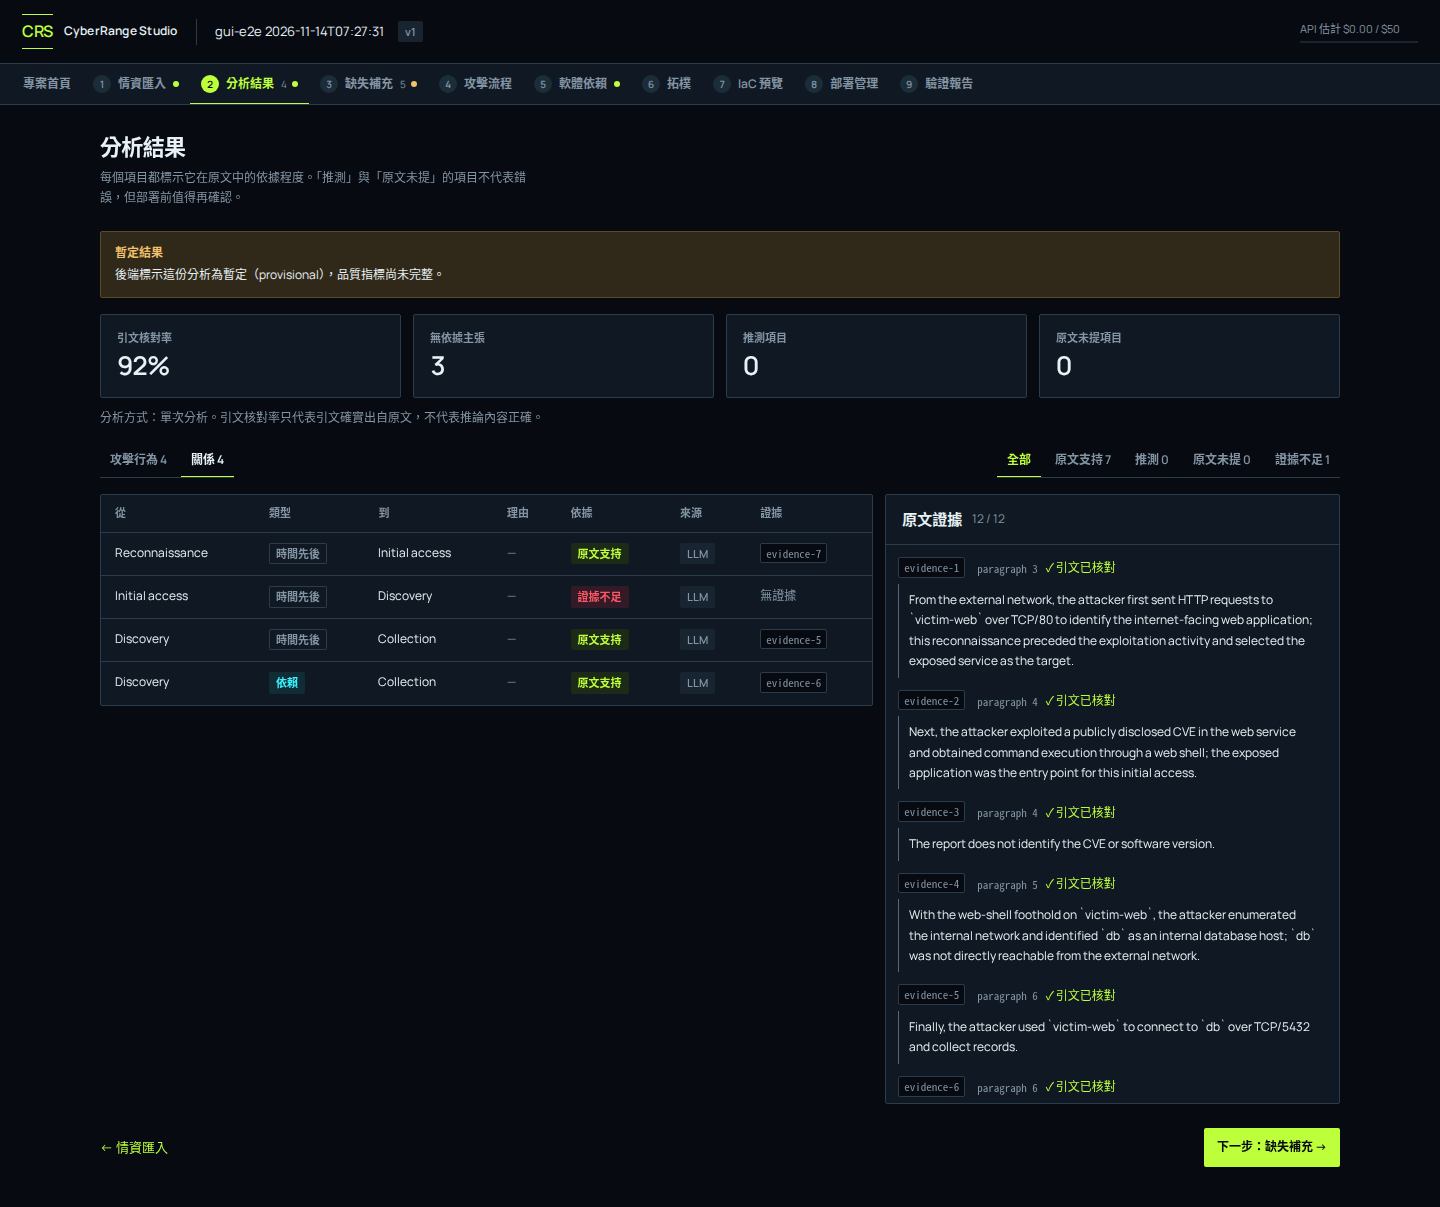 CRS CyberRange Studio gui-e2e 2026-11-14T07:27:31 v1 API 估計 $0.00 / $50
專案首頁 1 情資匯入 2 分析結果 4 3 缺失補充 5 4 攻擊流程 5 軟體依賴 6 拓樸 7 IaC 預覽 8 部署管理 9 驗證報告
分析結果
每個項目都標示它在原文中的依據程度。「推測」與「原文未提」的項目不代表錯
誤，但部署前值得再確認。
暫定結果
後端標示這份分析為暫定（provisional），品質指標尚未完整。
引文核對率 無依據主張 推測項目 原文未提項目
92% 3 0 0
分析方式：單次分析。引文核對率只代表引文確實出自原文，不代表推論內容正確。
攻擊行為 4 關係 4 全部 原文支持 7 推測 0 原文未提 0 證據不足 1
從 類型 到 理由 依據 來源 證據
Reconnaissance 時間先後 Initial access — 原文支持 LLM evidence-7
Initial access 時間先後 Discovery — 證據不足 LLM 無證據
Discovery 時間先後 Collection — 原文支持 LLM evidence-5
Discovery 依賴 Collection — 原文支持 LLM evidence-6
原文證據 12 / 12
evidence-1 paragraph 3 ✓引文已核對
From the external network, the attacker first sent HTTP requests to
`victim-web` over TCP/80 to identify the internet-facing web application;
this reconnaissance preceded the exploitation activity and selected the
exposed service as the target.
evidence-2 paragraph 4 ✓引文已核對
Next, the attacker exploited a publicly disclosed CVE in the web service
and obtained command execution through a web shell; the exposed
application was the entry point for this initial access.
evidence-3 paragraph 4 ✓引文已核對
The report does not identify the CVE or software version.
evidence-4 paragraph 5 ✓引文已核對
With the web-shell foothold on `victim-web`, the attacker enumerated
the internal network and identified `db` as an internal database host; `db`
was not directly reachable from the external network.
evidence-5 paragraph 6 ✓引文已核對
Finally, the attacker used `victim-web` to connect to `db` over TCP/5432
and collect records.
evidence-6 paragraph 6 ✓引文已核對
← 情資匯入 下一步：缺失補充 →